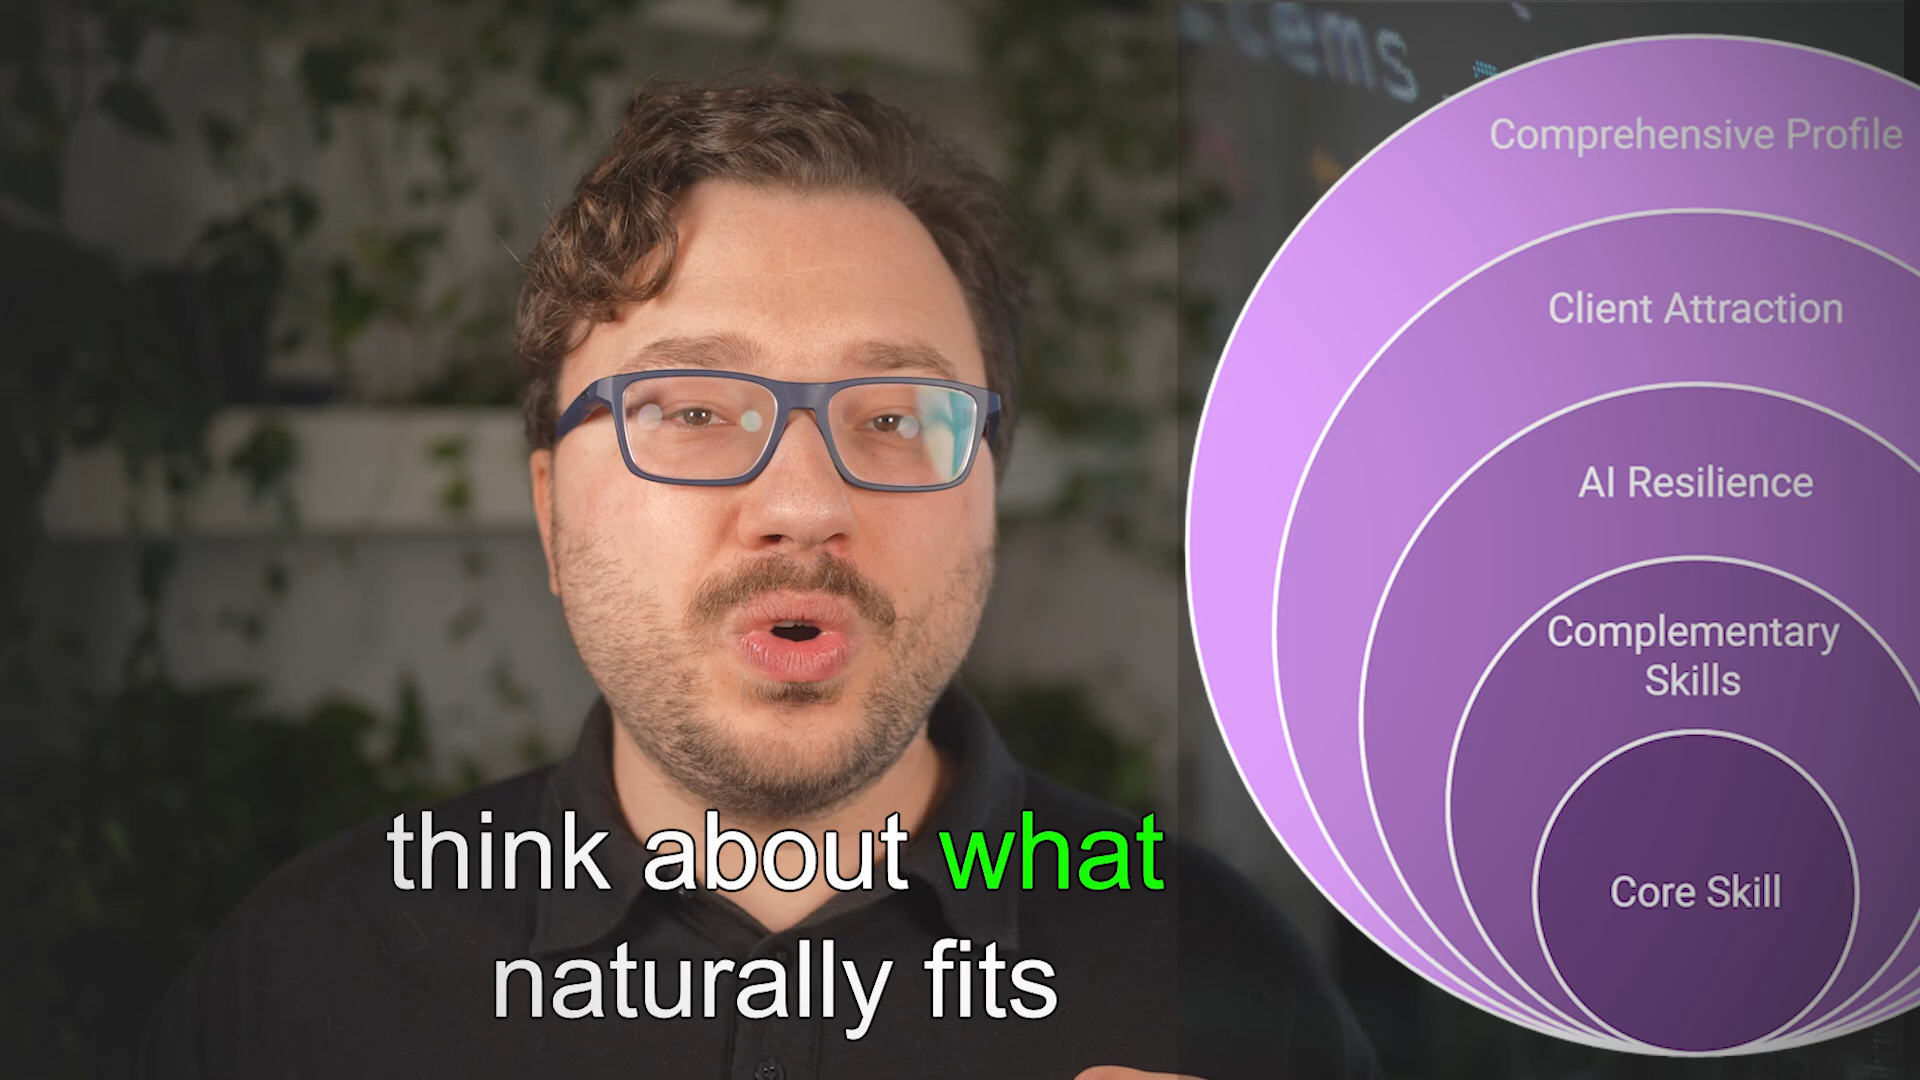 Comprehensive Profile
Client Attraction
AI Resilience
Complementary
Skills
Core Skill
think about what
naturally fits